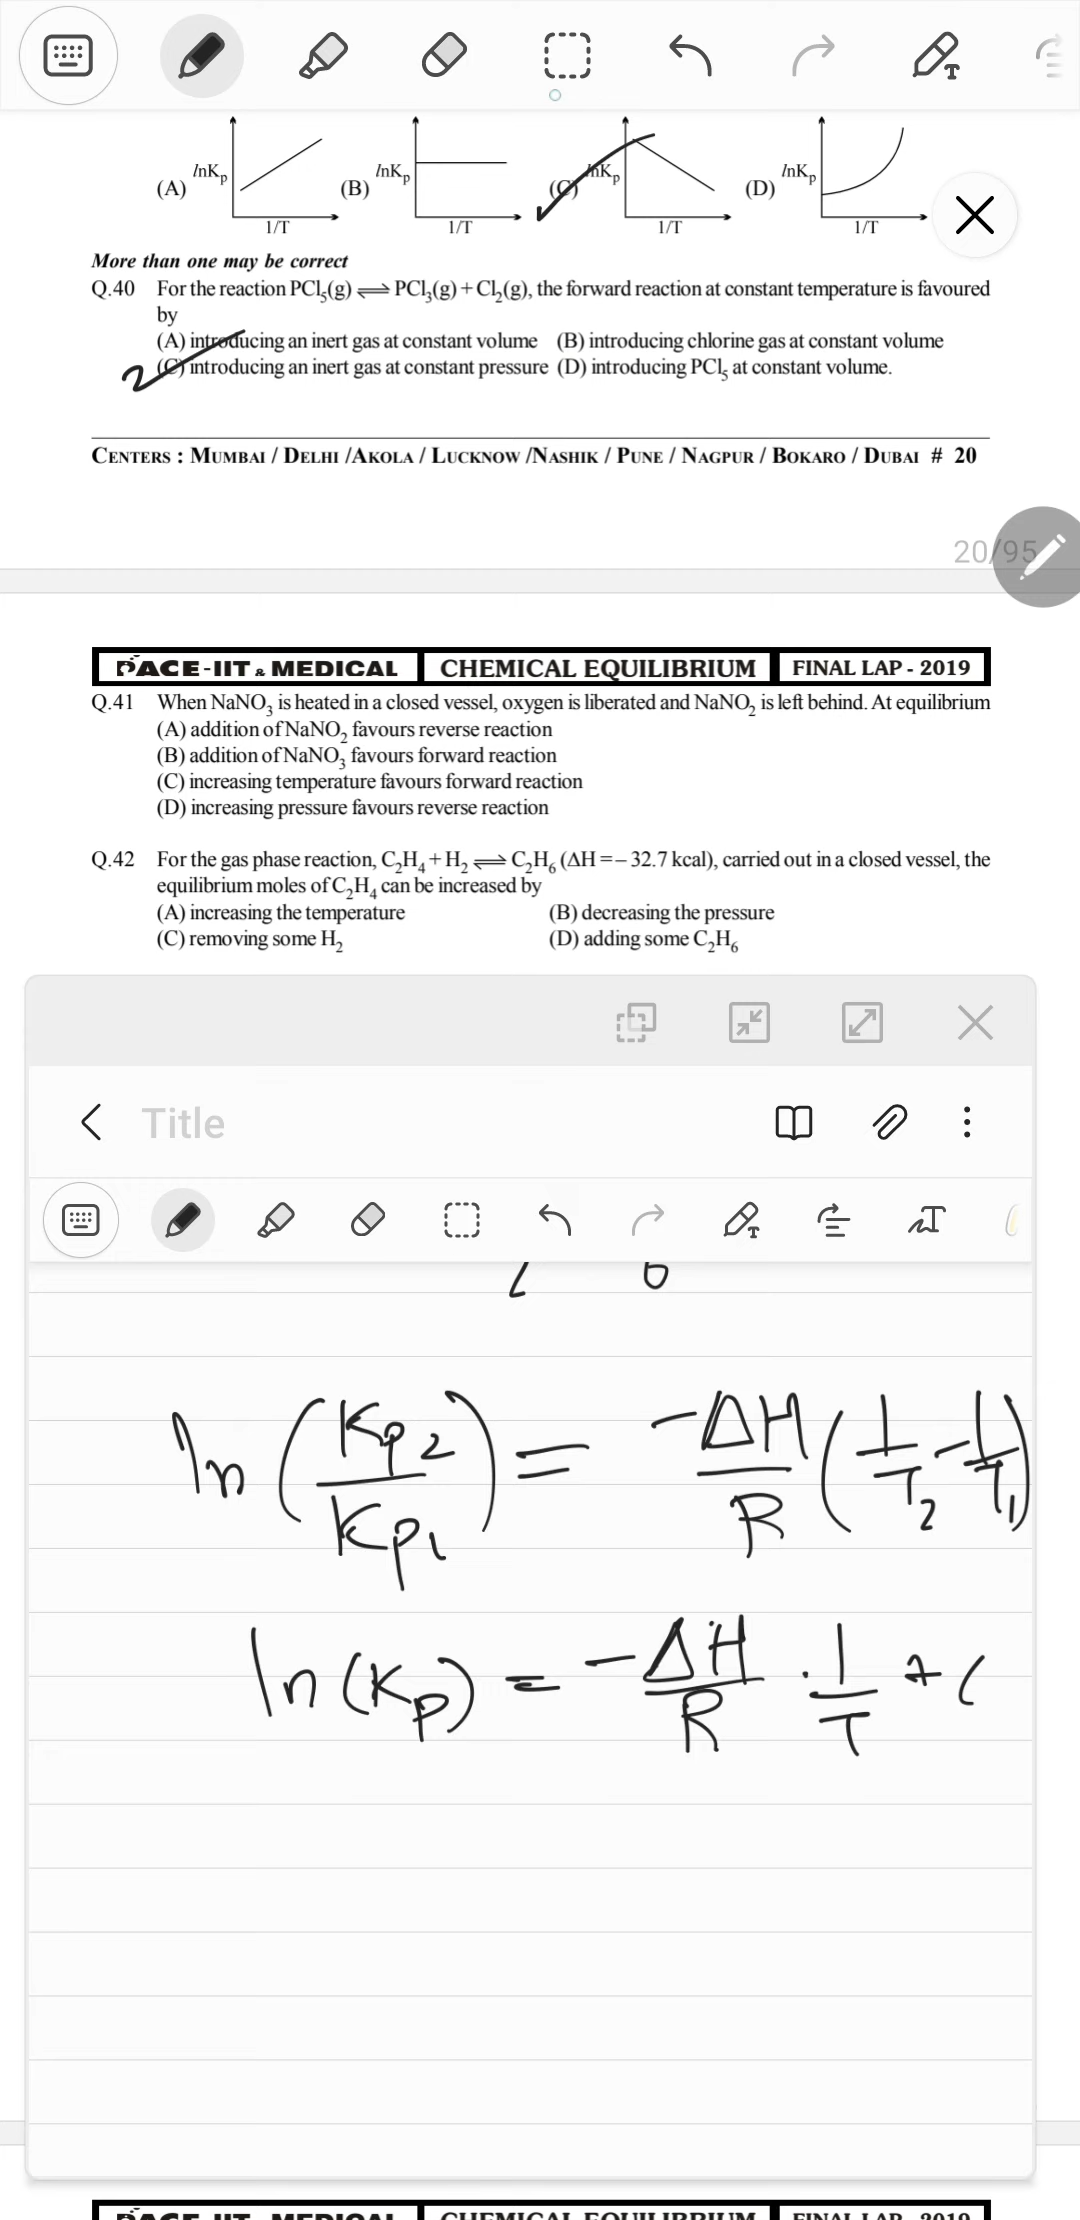 (A) lnKp 1/T (B) lnKp 1/T (C) lnKp 1/T (D) lnKp 1/T
More than one may be correct
Q.40 For the reaction PCl₅(g) ⇌ PCl₃(g) + Cl₂(g), the forward reaction at constant temperature is favoured
by
(A) introducing an inert gas at constant volume (B) introducing chlorine gas at constant volume
2 (C) introducing an inert gas at constant pressure (D) introducing PCl₅ at constant volume.
CENTERS : MUMBAI / DELHI /AKOLA / LUCKNOW /NASHIK / PUNE / NAGPUR / BOKARO / DUBAI # 20
20/95
PACE-IIT & MEDICAL CHEMICAL EQUILIBRIUM FINAL LAP - 2019
Q.41 When NaNO₃ is heated in a closed vessel, oxygen is liberated and NaNO₂ is left behind. At equilibrium
(A) addition of NaNO₂ favours reverse reaction
(B) addition of NaNO₃ favours forward reaction
(C) increasing temperature favours forward reaction
(D) increasing pressure favours reverse reaction
Q.42 For the gas phase reaction, C₂H₄ + H₂ ⇌ C₂H₆ (ΔH = – 32.7 kcal), carried out in a closed vessel, the
equilibrium moles of C₂H₄ can be increased by
(A) increasing the temperature (B) decreasing the pressure
(C) removing some H₂ (D) adding some C₂H₆
Title
ln (Kp2/Kp1) = -ΔH/R (1/T2 - 1/T1)
ln (Kp) = -ΔH/R . 1/T + C
PACE-IIT & MEDICAL CHEMICAL EQUILIBRIUM FINAL LAP - 2019